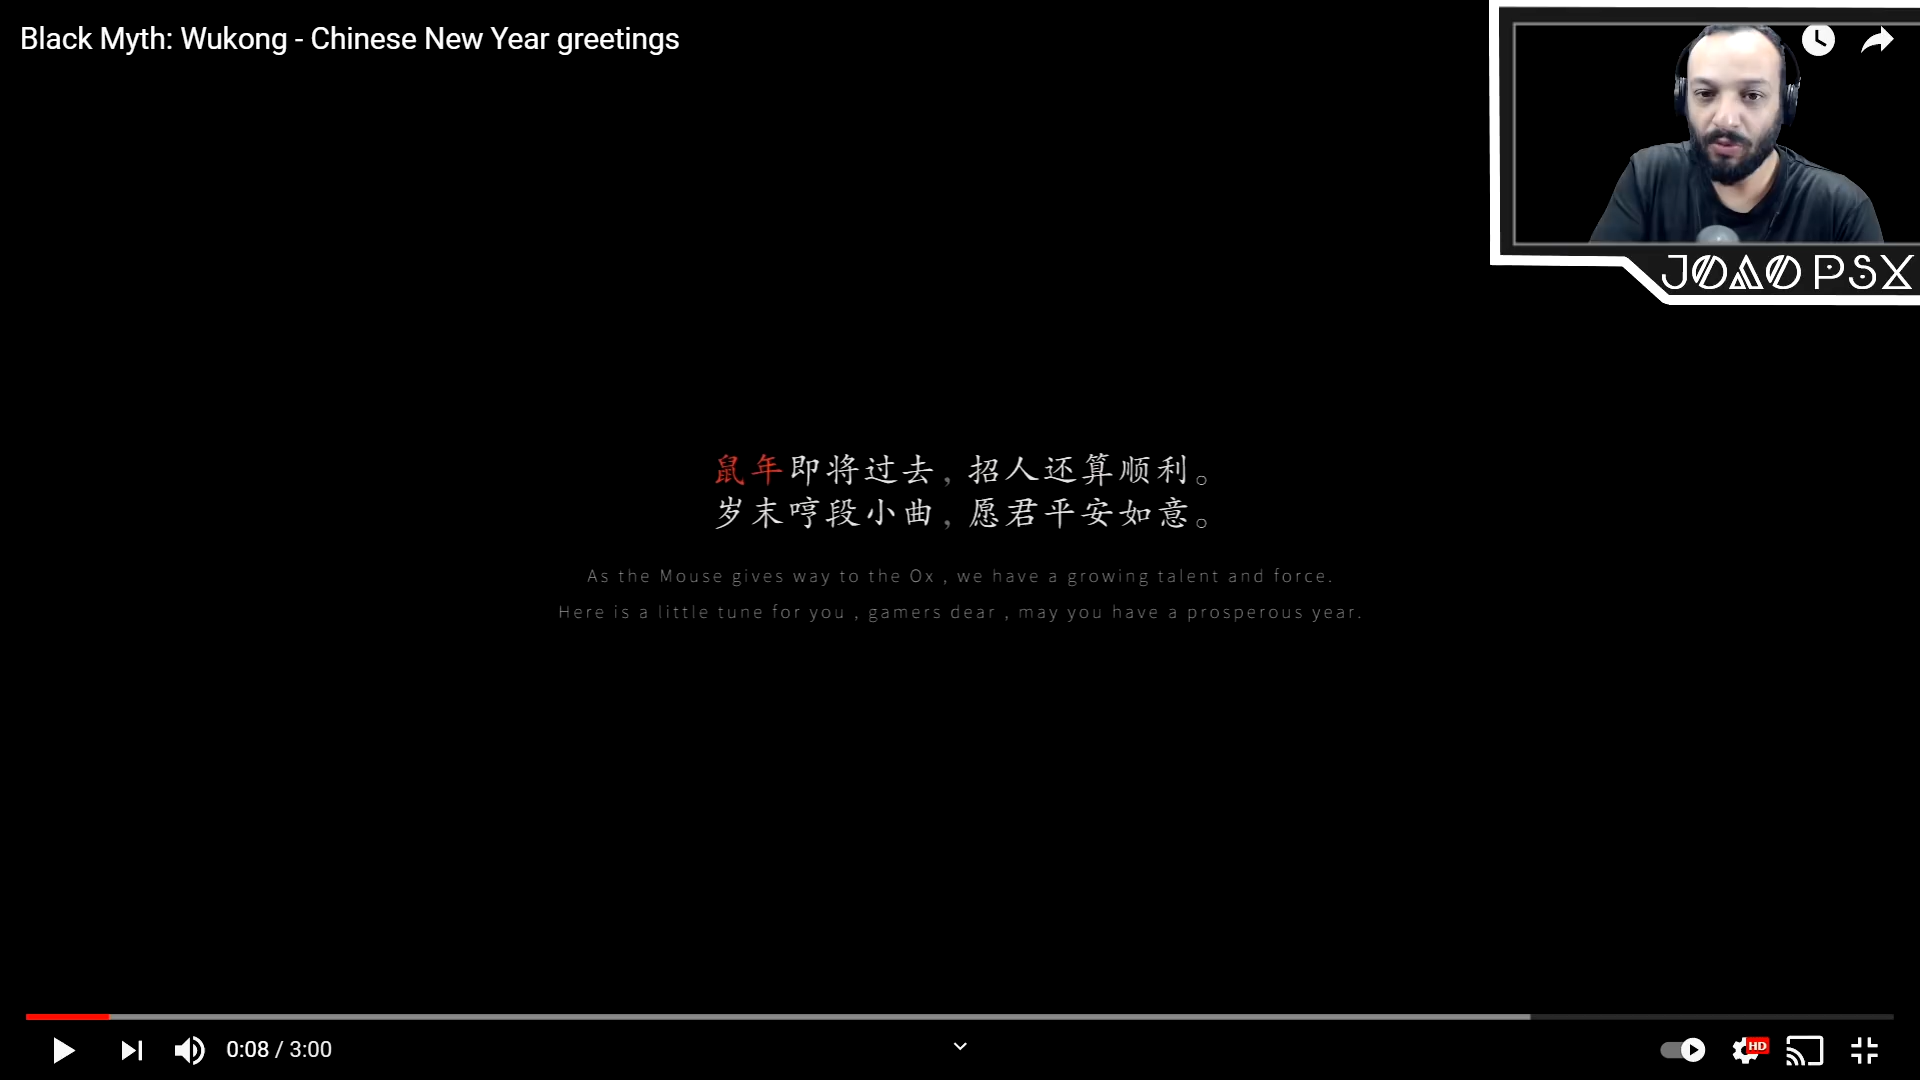 Black Myth: Wukong - Chinese New Year greetings
JOAO PSX
鼠年即将过去，招人还算顺利。
岁末哼段小曲，愿君平安如意。
As the Mouse gives way to the Ox , we have a growing talent and force.
Here is a little tune for you , gamers dear , may you have a prosperous year.
0:08 / 3:00
HD